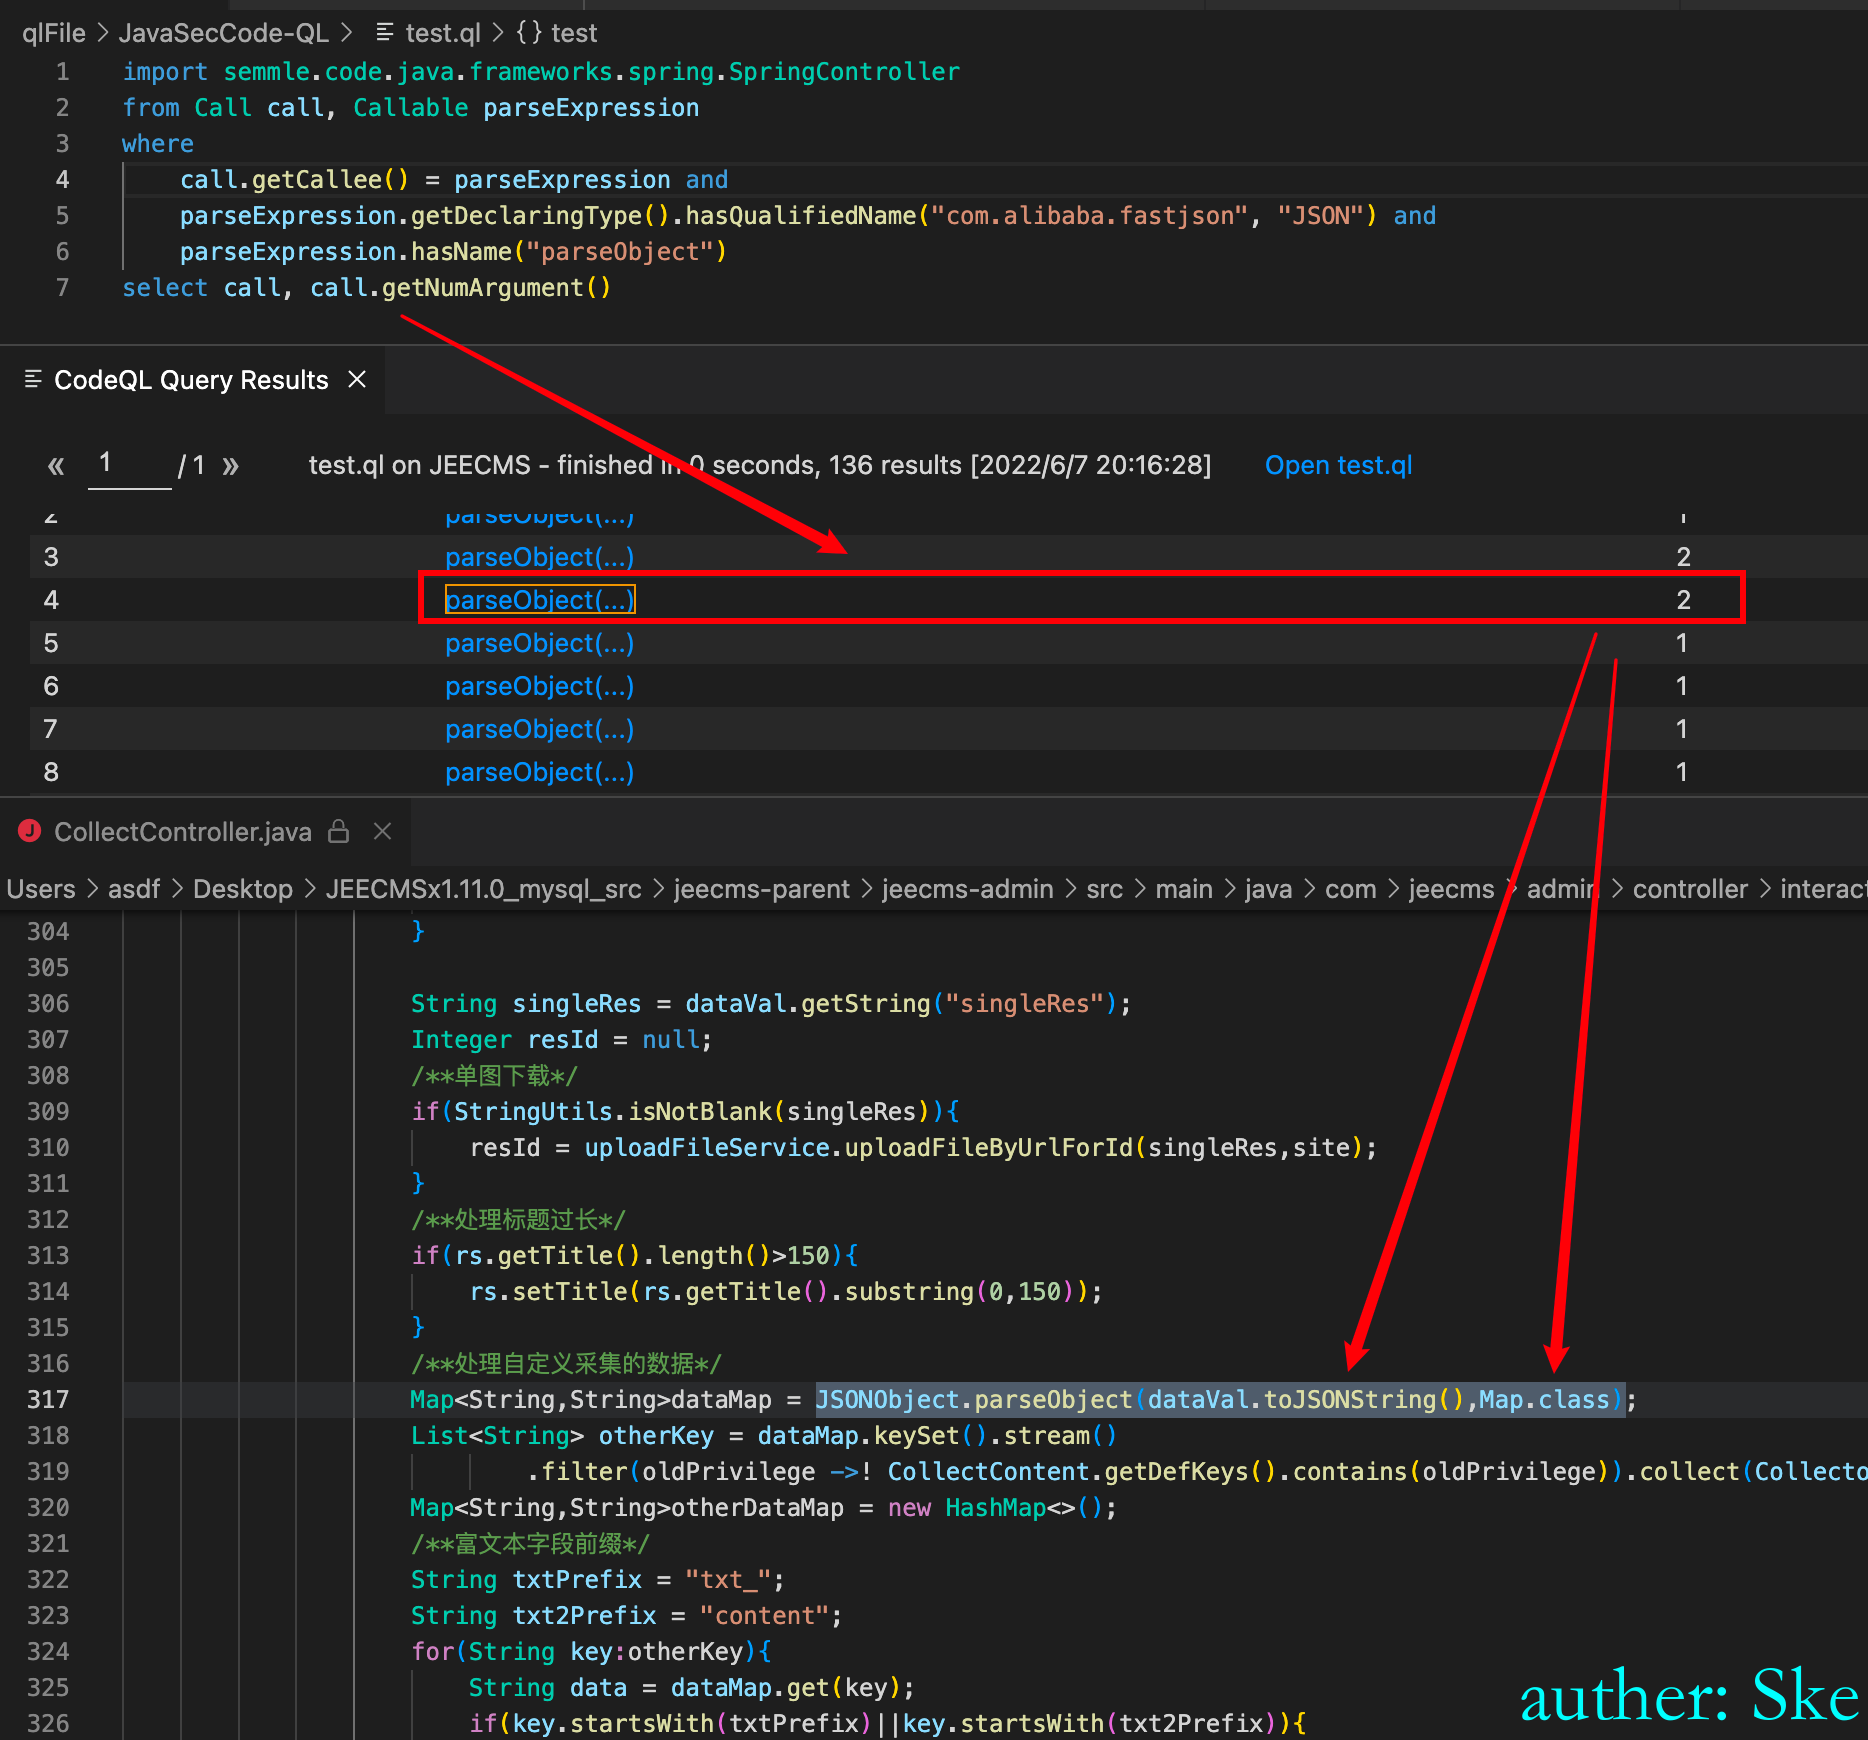 qlFile > JavaSecCode-QL > test.ql > {} test
1 import semmle.code.java.frameworks.spring.SpringController
2 from Call call, Callable parseExpression
3 where
4 call.getCallee() = parseExpression and
5 parseExpression.getDeclaringType().hasQualifiedName("com.alibaba.fastjson", "JSON") and
6 parseExpression.hasName("parseObject")
7 select call, call.getNumArgument()
CodeQL Query Results
« 1 / 1 » test.ql on JEECMS - finished in 0 seconds, 136 results [2022/6/7 20:16:28] Open test.ql
2 parseObject(...) 1
3 parseObject(...) 2
4 parseObject(...) 2
5 parseObject(...) 1
6 parseObject(...) 1
7 parseObject(...) 1
8 parseObject(...) 1
J CollectController.java
Users > asdf > Desktop > JEECMSx1.11.0_mysql_src > jeecms-parent > jeecms-admin > src > main > java > com > jeecms > admin > controller > interact
304 }
305
306 String singleRes = dataVal.getString("singleRes");
307 Integer resId = null;
308 /**单图下载*/
309 if(StringUtils.isNotBlank(singleRes)){
310 resId = uploadFileService.uploadFileByUrlForId(singleRes,site);
311 }
312 /**处理标题过长*/
313 if(rs.getTitle().length()>150){
314 rs.setTitle(rs.getTitle().substring(0,150));
315 }
316 /**处理自定义采集的数据*/
317 Map<String,String>dataMap = JSONObject.parseObject(dataVal.toJSONString(),Map.class);
318 List<String> otherKey = dataMap.keySet().stream()
319 .filter(oldPrivilege ->! CollectContent.getDefKeys().contains(oldPrivilege)).collect(Collecto
320 Map<String,String>otherDataMap = new HashMap<>();
321 /**富文本字段前缀*/
322 String txtPrefix = "txt_";
323 String txt2Prefix = "content";
324 for(String key:otherKey){
325 String data = dataMap.get(key);
326 if(key.startsWith(txtPrefix)||key.startsWith(txt2Prefix)){
auther: Ske